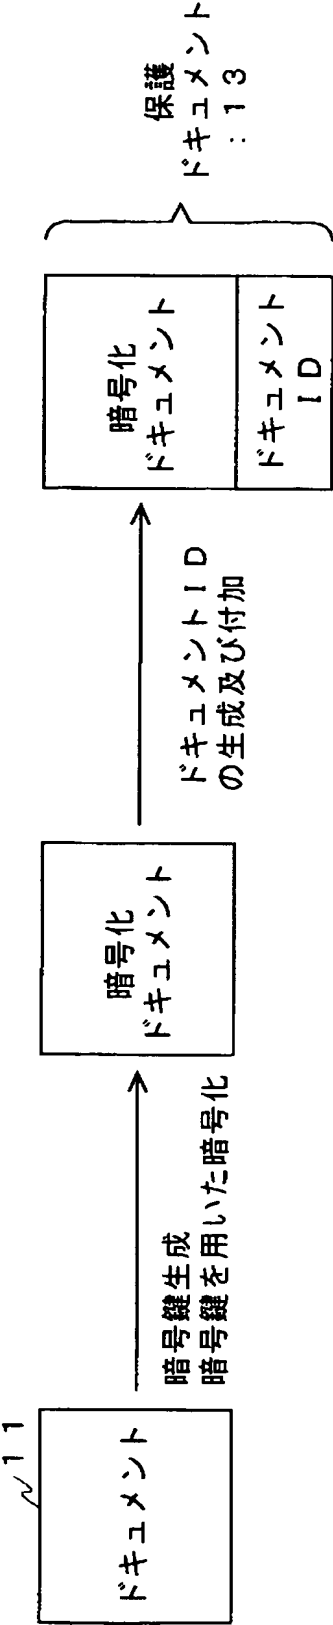 １１
ドキュメント
暗号鍵生成
暗号鍵を用いた暗号化
暗号化
ドキュメント
ドキュメントＩＤ
の生成及び付加
暗号化
ドキュメント
ドキュメント
ＩＤ
保護
ドキュメント
：１３